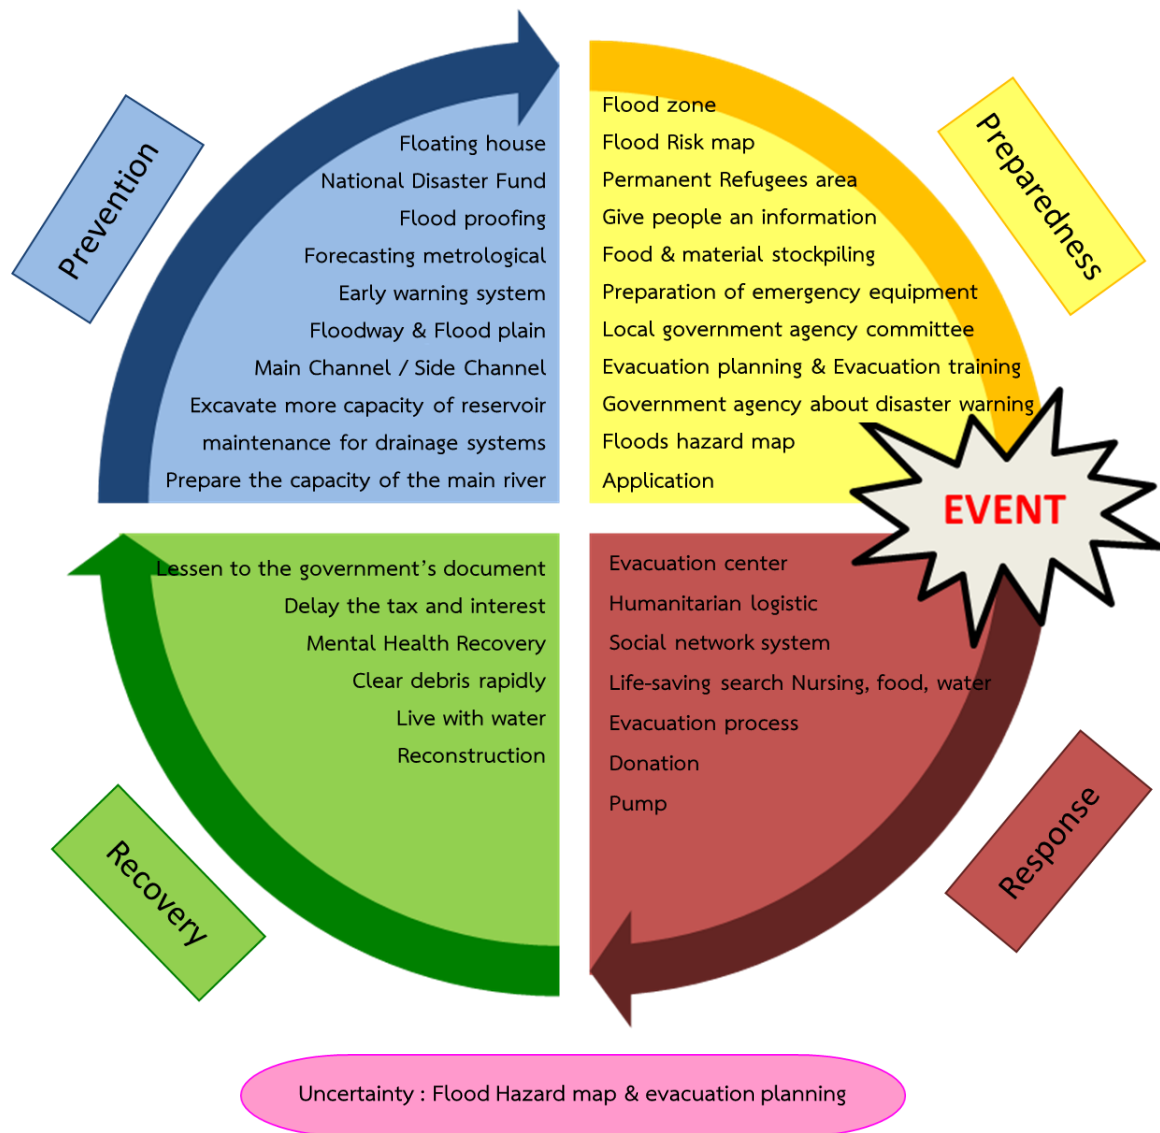 Prevention
Floating house
National Disaster Fund
Flood proofing
Forecasting metrological
Early warning system
Floodway & Flood plain
Main Channel / Side Channel
Excavate more capacity of reservoir
maintenance for drainage systems
Prepare the capacity of the main river
Preparedness
Flood zone
Flood Risk map
Permanent Refugees area
Give people an information
Food & material stockpiling
Preparation of emergency equipment
Local government agency committee
Evacuation planning & Evacuation training
Government agency about disaster warning
Floods hazard map
Application
EVENT
Lessen to the government's document
Delay the tax and interest
Mental Health Recovery
Clear debris rapidly
Live with water
Reconstruction
Recovery
Evacuation center
Humanitarian logistic
Social network system
Life-saving search Nursing, food, water
Evacuation process
Donation
Pump
Response
Uncertainty : Flood Hazard map & evacuation planning